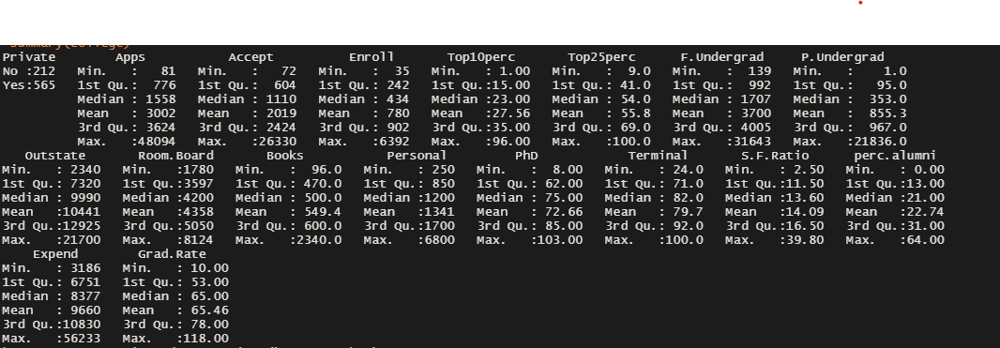 summary(College)
Private Apps Accept Enroll Top10perc Top25perc F.Undergrad P.Undergrad
No :212 Min. : 81 Min. : 72 Min. : 35 Min. : 1.00 Min. : 9.0 Min. : 139 Min. : 1.0
Yes:565 1st Qu.: 776 1st Qu.: 604 1st Qu.: 242 1st Qu.:15.00 1st Qu.: 41.0 1st Qu.: 992 1st Qu.: 95.0
Median : 1558 Median : 1110 Median : 434 Median :23.00 Median : 54.0 Median : 1707 Median : 353.0
Mean : 3002 Mean : 2019 Mean : 780 Mean :27.56 Mean : 55.8 Mean : 3700 Mean : 855.3
3rd Qu.: 3624 3rd Qu.: 2424 3rd Qu.: 902 3rd Qu.:35.00 3rd Qu.: 69.0 3rd Qu.: 4005 3rd Qu.: 967.0
Max. :48094 Max. :26330 Max. :6392 Max. :96.00 Max. :100.0 Max. :31643 Max. :21836.0
Outstate Room.Board Books Personal PhD Terminal S.F.Ratio perc.alumni
Min. : 2340 Min. :1780 Min. : 96.0 Min. : 250 Min. : 8.00 Min. : 24.0 Min. : 2.50 Min. : 0.00
1st Qu.: 7320 1st Qu.:3597 1st Qu.: 470.0 1st Qu.: 850 1st Qu.: 62.00 1st Qu.: 71.0 1st Qu.:11.50 1st Qu.:13.00
Median : 9990 Median :4200 Median : 500.0 Median :1200 Median : 75.00 Median : 82.0 Median :13.60 Median :21.00
Mean :10441 Mean :4358 Mean : 549.4 Mean :1341 Mean : 72.66 Mean : 79.7 Mean :14.09 Mean :22.74
3rd Qu.:12925 3rd Qu.:5050 3rd Qu.: 600.0 3rd Qu.:1700 3rd Qu.: 85.00 3rd Qu.: 92.0 3rd Qu.:16.50 3rd Qu.:31.00
Max. :21700 Max. :8124 Max. :2340.0 Max. :6800 Max. :103.00 Max. :100.0 Max. :39.80 Max. :64.00
Expend Grad.Rate
Min. : 3186 Min. : 10.00
1st Qu.: 6751 1st Qu.: 53.00
Median : 8377 Median : 65.00
Mean : 9660 Mean : 65.46
3rd Qu.:10830 3rd Qu.: 78.00
Max. :56233 Max. :118.00